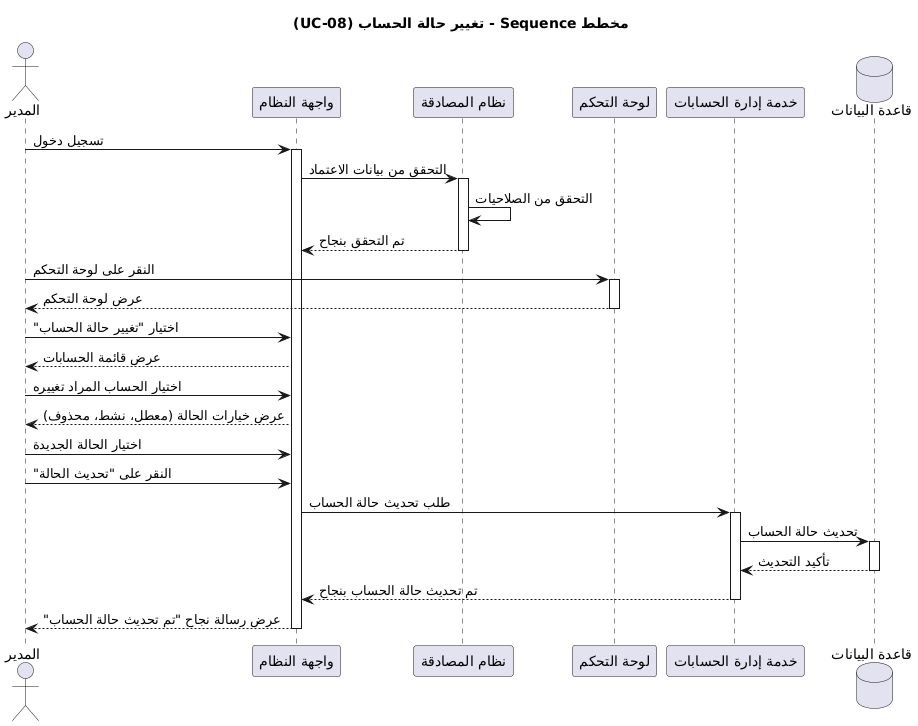 مخطط Sequence - تغيير حالة الحساب (UC-08)
المدير
واجهة النظام
نظام المصادقة
لوحة التحكم
خدمة إدارة الحسابات
قاعدة البيانات
تسجيل دخول
التحقق من بيانات الاعتماد
التحقق من الصلاحيات
تم التحقق بنجاح
النقر على لوحة التحكم
عرض لوحة التحكم
اختيار "تغيير حالة الحساب"
عرض قائمة الحسابات
اختيار الحساب المراد تغييره
عرض خيارات الحالة (معطل، نشط، محذوف)
اختيار الحالة الجديدة
النقر على "تحديث الحالة"
طلب تحديث حالة الحساب
تحديث حالة الحساب
تأكيد التحديث
تم تحديث حالة الحساب بنجاح
عرض رسالة نجاح "تم تحديث حالة الحساب"
المدير
واجهة النظام
نظام المصادقة
لوحة التحكم
خدمة إدارة الحسابات
قاعدة البيانات